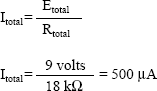 I_total = E_total / R_total
I_total = 9 volts / 18 kΩ = 500 µA